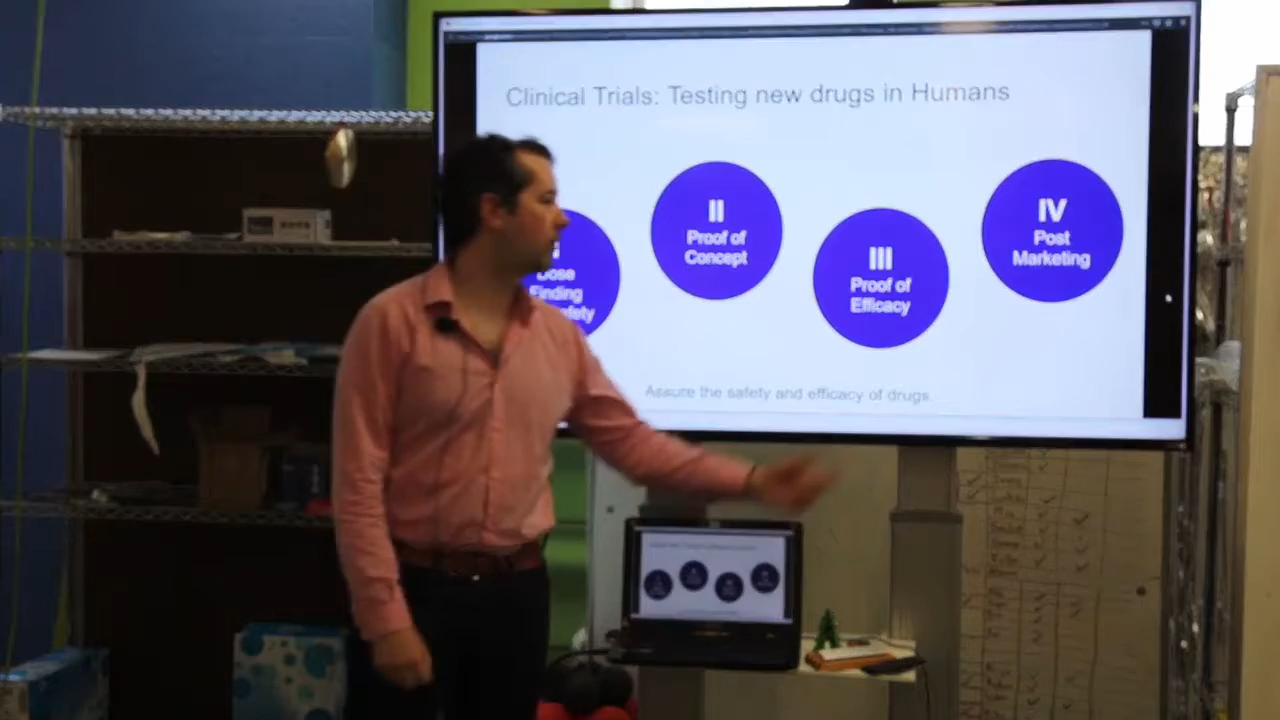 Clinical Trials: Testing new drugs in Humans
Dose
Finding
II
Proof of
Concept
III
Proof of
Efficacy
IV
Post
Marketing
Assure the safety and efficacy of drugs